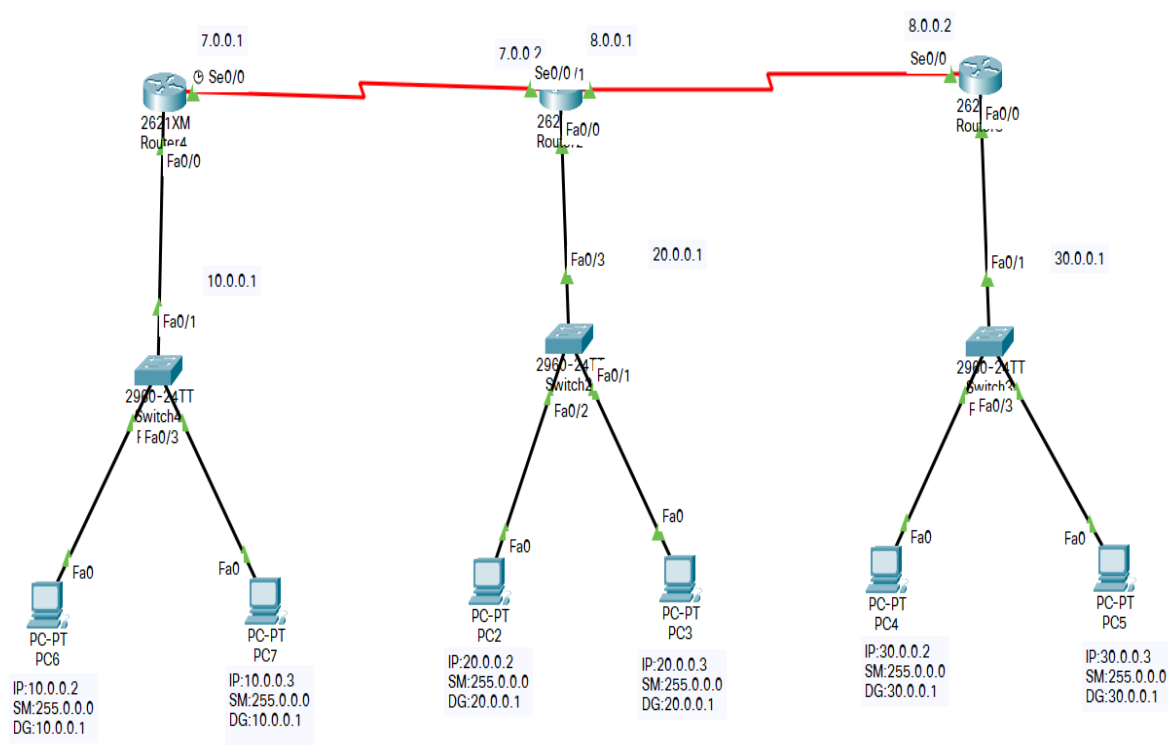 7.0.0.1
7.0.0.2
8.0.0.1
8.0.0.2
Se0/0
Se0/0 /1
Se0/0
2621XM
Router4
Fa0/0
262
Fa0/0
262
Fa0/0
10.0.0.1
Fa0/1
Fa0/3
20.0.0.1
Fa0/1
30.0.0.1
2960-24TT
Switch4
F Fa0/3
2960-24TT
Switch2
Fa0/1
Fa0/2
2960-24TT
Switch3
F Fa0/3
Fa0
Fa0
Fa0
Fa0
Fa0
Fa0
PC-PT
PC6
PC-PT
PC7
PC-PT
PC2
PC-PT
PC3
PC-PT
PC4
PC-PT
PC5
IP:10.0.0.2
SM:255.0.0.0
DG:10.0.0.1
IP:10.0.0.3
SM:255.0.0.0
DG:10.0.0.1
IP:20.0.0.2
SM:255.0.0.0
DG:20.0.0.1
IP:20.0.0.3
SM:255.0.0.0
DG:20.0.0.1
IP:30.0.0.2
SM:255.0.0.0
DG:30.0.0.1
IP:30.0.0.3
SM:255.0.0.0
DG:30.0.0.1